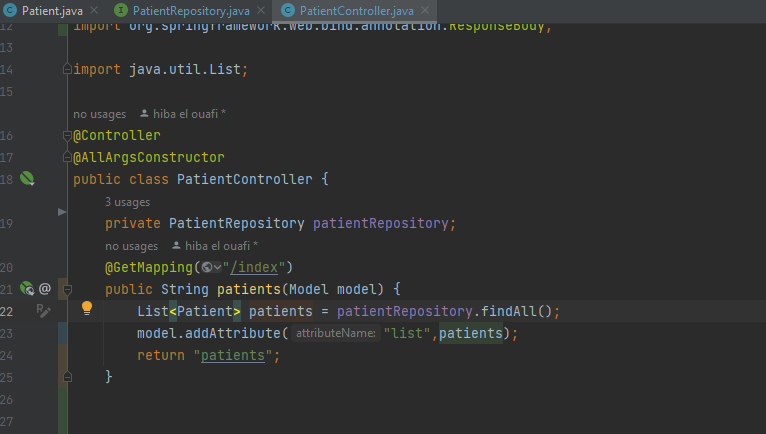 Patient.java × PatientRepository.java × PatientController.java ×
12 import org.springframework.web.bind.annotation.ResponseBody;
13
14 import java.util.List;
15
no usages hiba el ouafi *
16 @Controller
17 @AllArgsConstructor
18 public class PatientController {
3 usages
19 private PatientRepository patientRepository;
no usages hiba el ouafi *
20 @GetMapping("/index")
21 public String patients(Model model) {
22 List<Patient> patients = patientRepository.findAll();
23 model.addAttribute( attributeName: "list",patients);
24 return "patients";
25 }
26
27